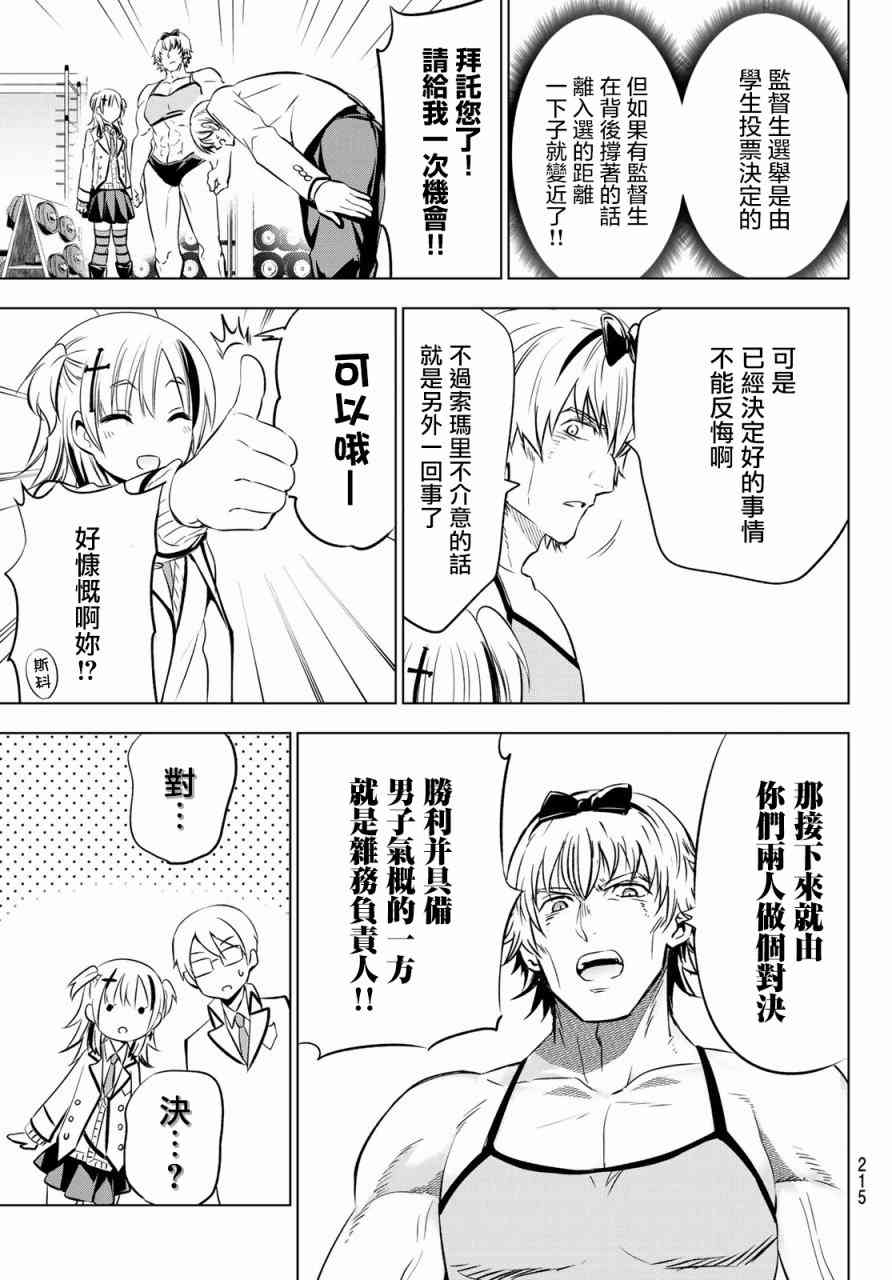 監督生選舉是由
學生投票決定的
但如果有監督生
在背後撐著的話
離入選的距離
一下子就變近了!!
拜託您了!
請給我一次機會!!
可是
已經決定好的事情
不能反悔啊
不過索瑪里不介意的話
就是另外一回事了
可以哦ー
好慷慨啊妳!?
斯科
那接下來就由
你們兩人做個對決
勝利并具備
男子氣概的一方
就是雜務負責人!!
對…
決…?
215